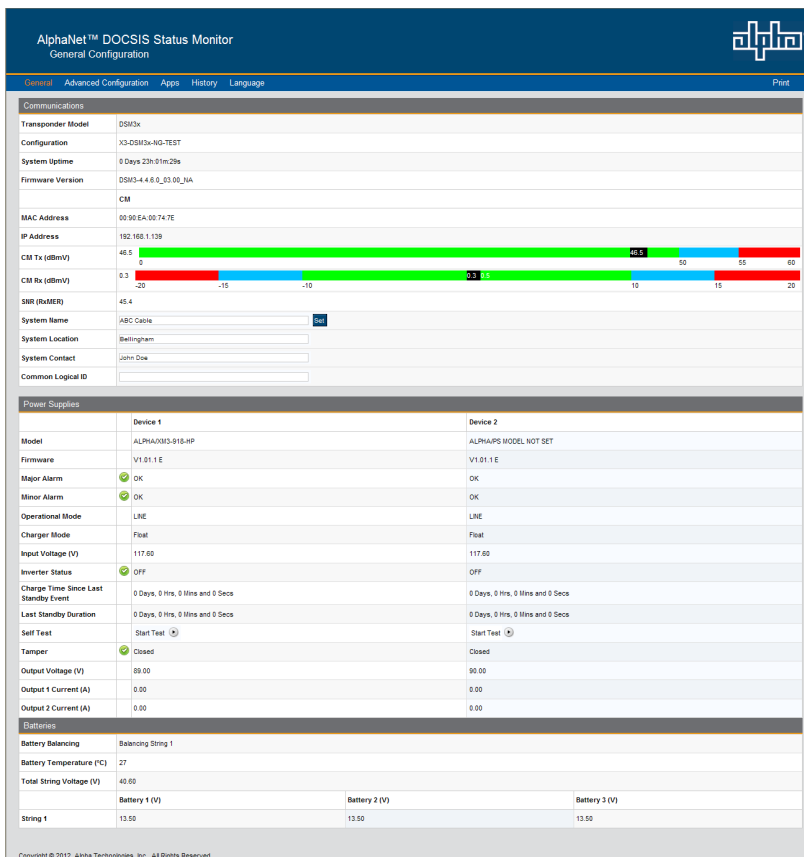 AlphaNet™ DOCSIS Status Monitor
General Configuration
alpha
General Advanced Configuration Apps History Language Print
Communications
Transponder Model DSM3x
Configuration X3-DSM3x-NG-TEST
System Uptime 0 Days 23h:01m:29s
Firmware Version DSM3-4.4.6.0_03.00_NA
CM
MAC Address 00:90:EA:00:74:7E
IP Address 192.168.1.139
CM Tx (dBmV) 46.5 46.5
0 50 55 60
CM Rx (dBmV) 0.3 0.3 0.5
-20 -15 -10 10 15 20
SNR (RxMER) 45.4
System Name ABC Cable Set
System Location Bellingham
System Contact John Doe
Common Logical ID
Power Supplies
Device 1 Device 2
Model ALPHA/XM3-918-HP ALPHA/PS MODEL NOT SET
Firmware V1.01.1 E V1.01.1 E
Major Alarm OK OK
Minor Alarm OK OK
Operational Mode LINE LINE
Charger Mode Float Float
Input Voltage (V) 117.60 117.60
Inverter Status OFF OFF
Charge Time Since Last
Standby Event 0 Days, 0 Hrs, 0 Mins and 0 Secs 0 Days, 0 Hrs, 0 Mins and 0 Secs
Last Standby Duration 0 Days, 0 Hrs, 0 Mins and 0 Secs 0 Days, 0 Hrs, 0 Mins and 0 Secs
Self Test Start Test Start Test
Tamper Closed Closed
Output Voltage (V) 89.00 90.00
Output 1 Current (A) 0.00 0.00
Output 2 Current (A) 0.00 0.00
Batteries
Battery Balancing Balancing String 1
Battery Temperature (ºC) 27
Total String Voltage (V) 40.60
Battery 1 (V) Battery 2 (V) Battery 3 (V)
String 1 13.50 13.50 13.50
Copyright © 2012 Alpha Technologies, Inc. All Rights Reserved